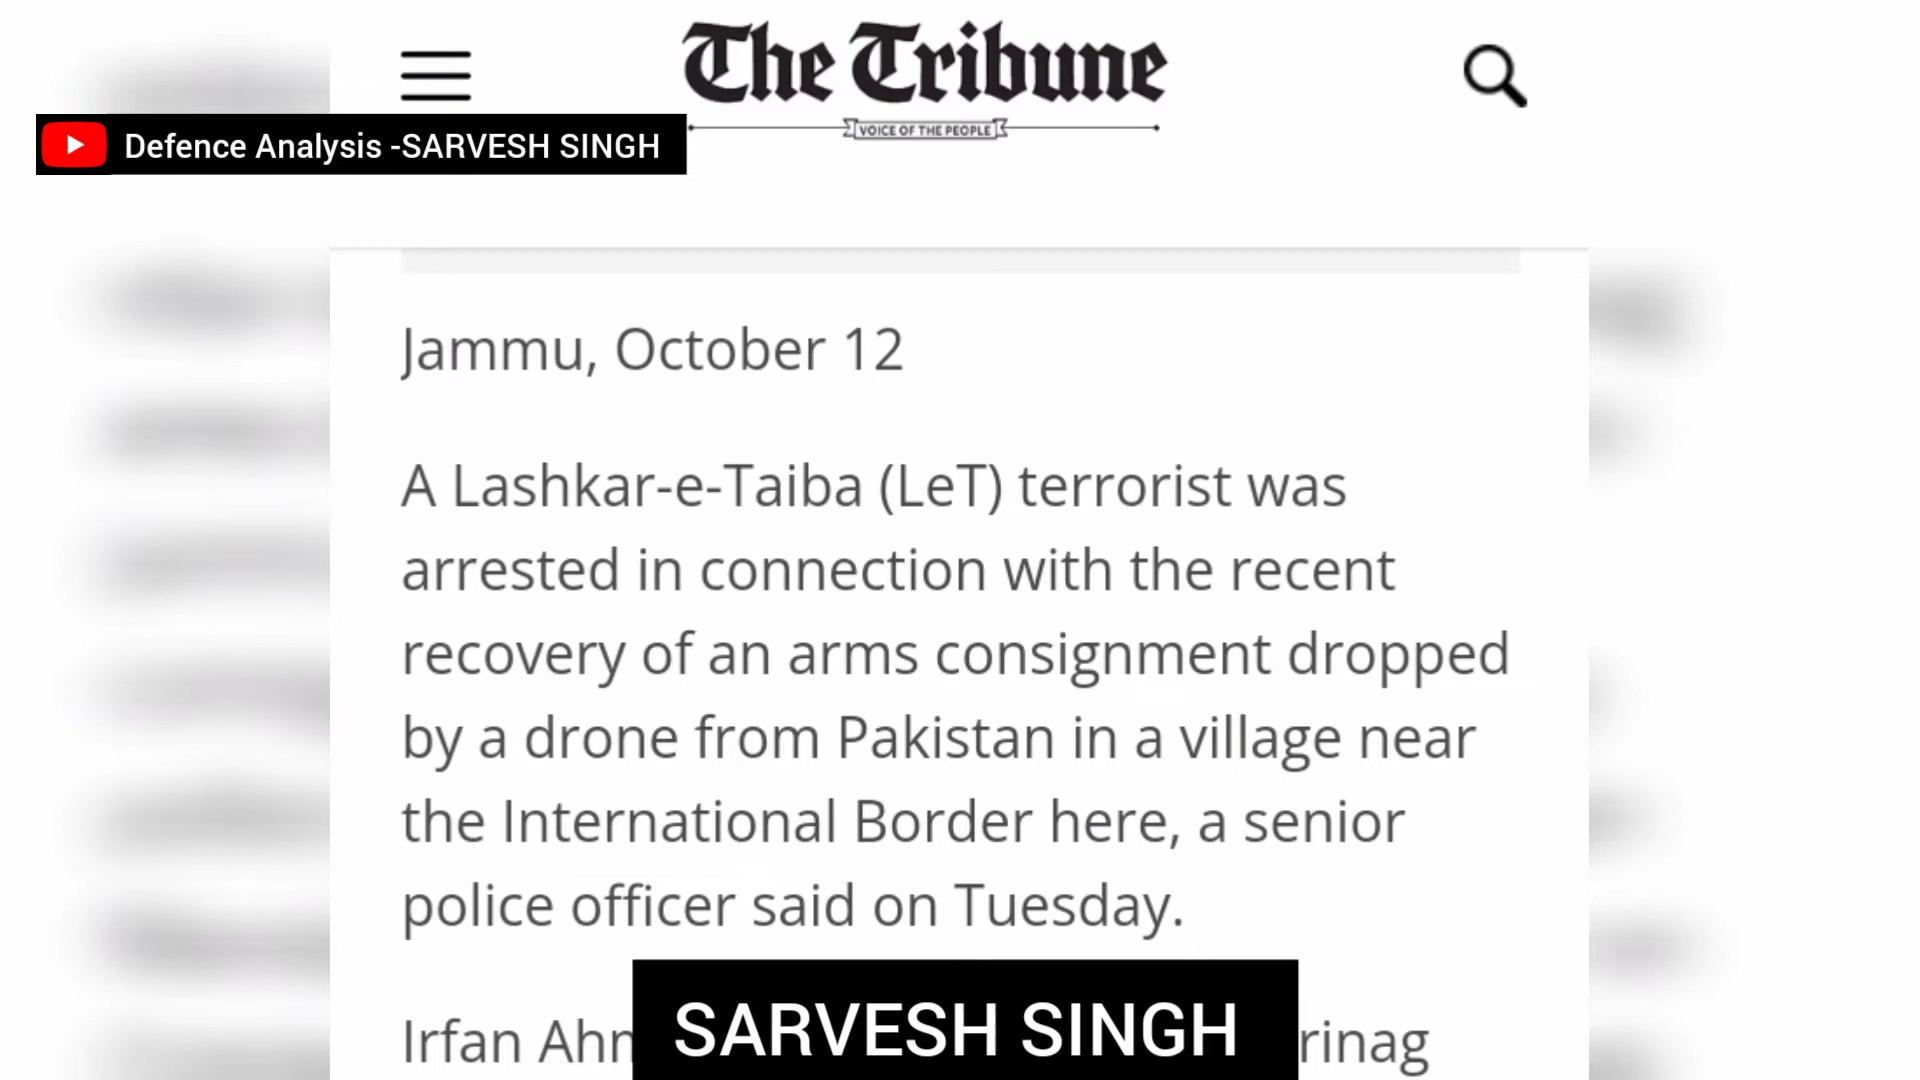 The Tribune
VOICE OF THE PEOPLE
Defence Analysis -SARVESH SINGH
Jammu, October 12
A Lashkar-e-Taiba (LeT) terrorist was
arrested in connection with the recent
recovery of an arms consignment dropped
by a drone from Pakistan in a village near
the International Border here, a senior
police officer said on Tuesday.
Irfan
SARVESH SINGH